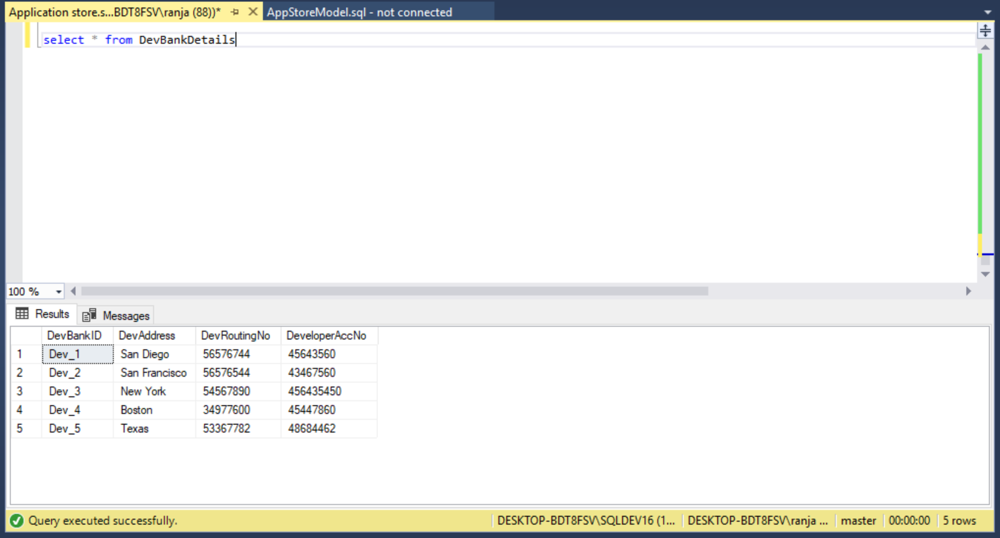 Application store.s...BDT8FSV\ranja (88))* AppStoreModel.sql - not connected
select * from DevBankDetails
100 %
Results Messages
DevBankID DevAddress DevRoutingNo DeveloperAccNo
1 Dev_1 San Diego 56576744 45643560
2 Dev_2 San Francisco 56576544 43467560
3 Dev_3 New York 54567890 456435450
4 Dev_4 Boston 34977600 45447860
5 Dev_5 Texas 53367782 48684462
Query executed successfully. DESKTOP-BDT8FSV\SQLDEV16 (1... DESKTOP-BDT8FSV\ranja ... master 00:00:00 5 rows